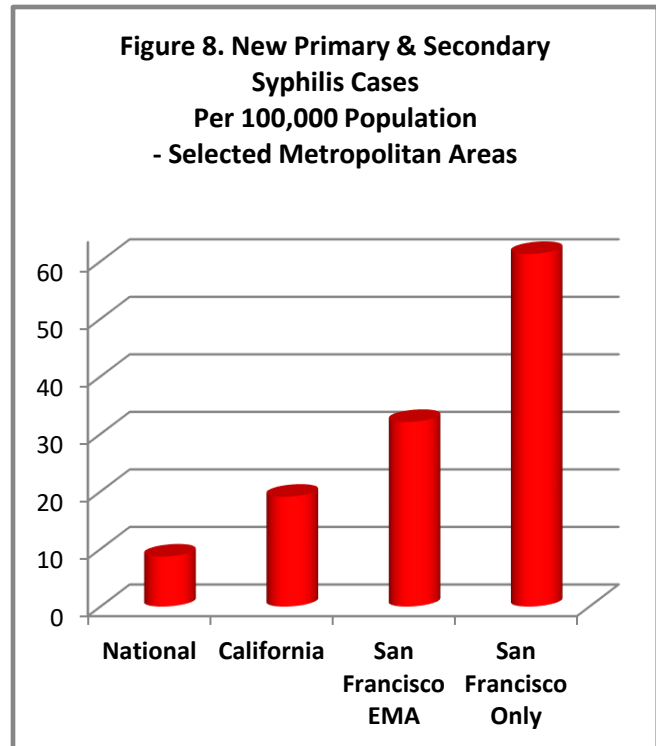 Figure 8. New Primary & Secondary
Syphilis Cases
Per 100,000 Population
- Selected Metropolitan Areas
60
50
40
30
20
10
0
National California San Francisco EMA San Francisco Only